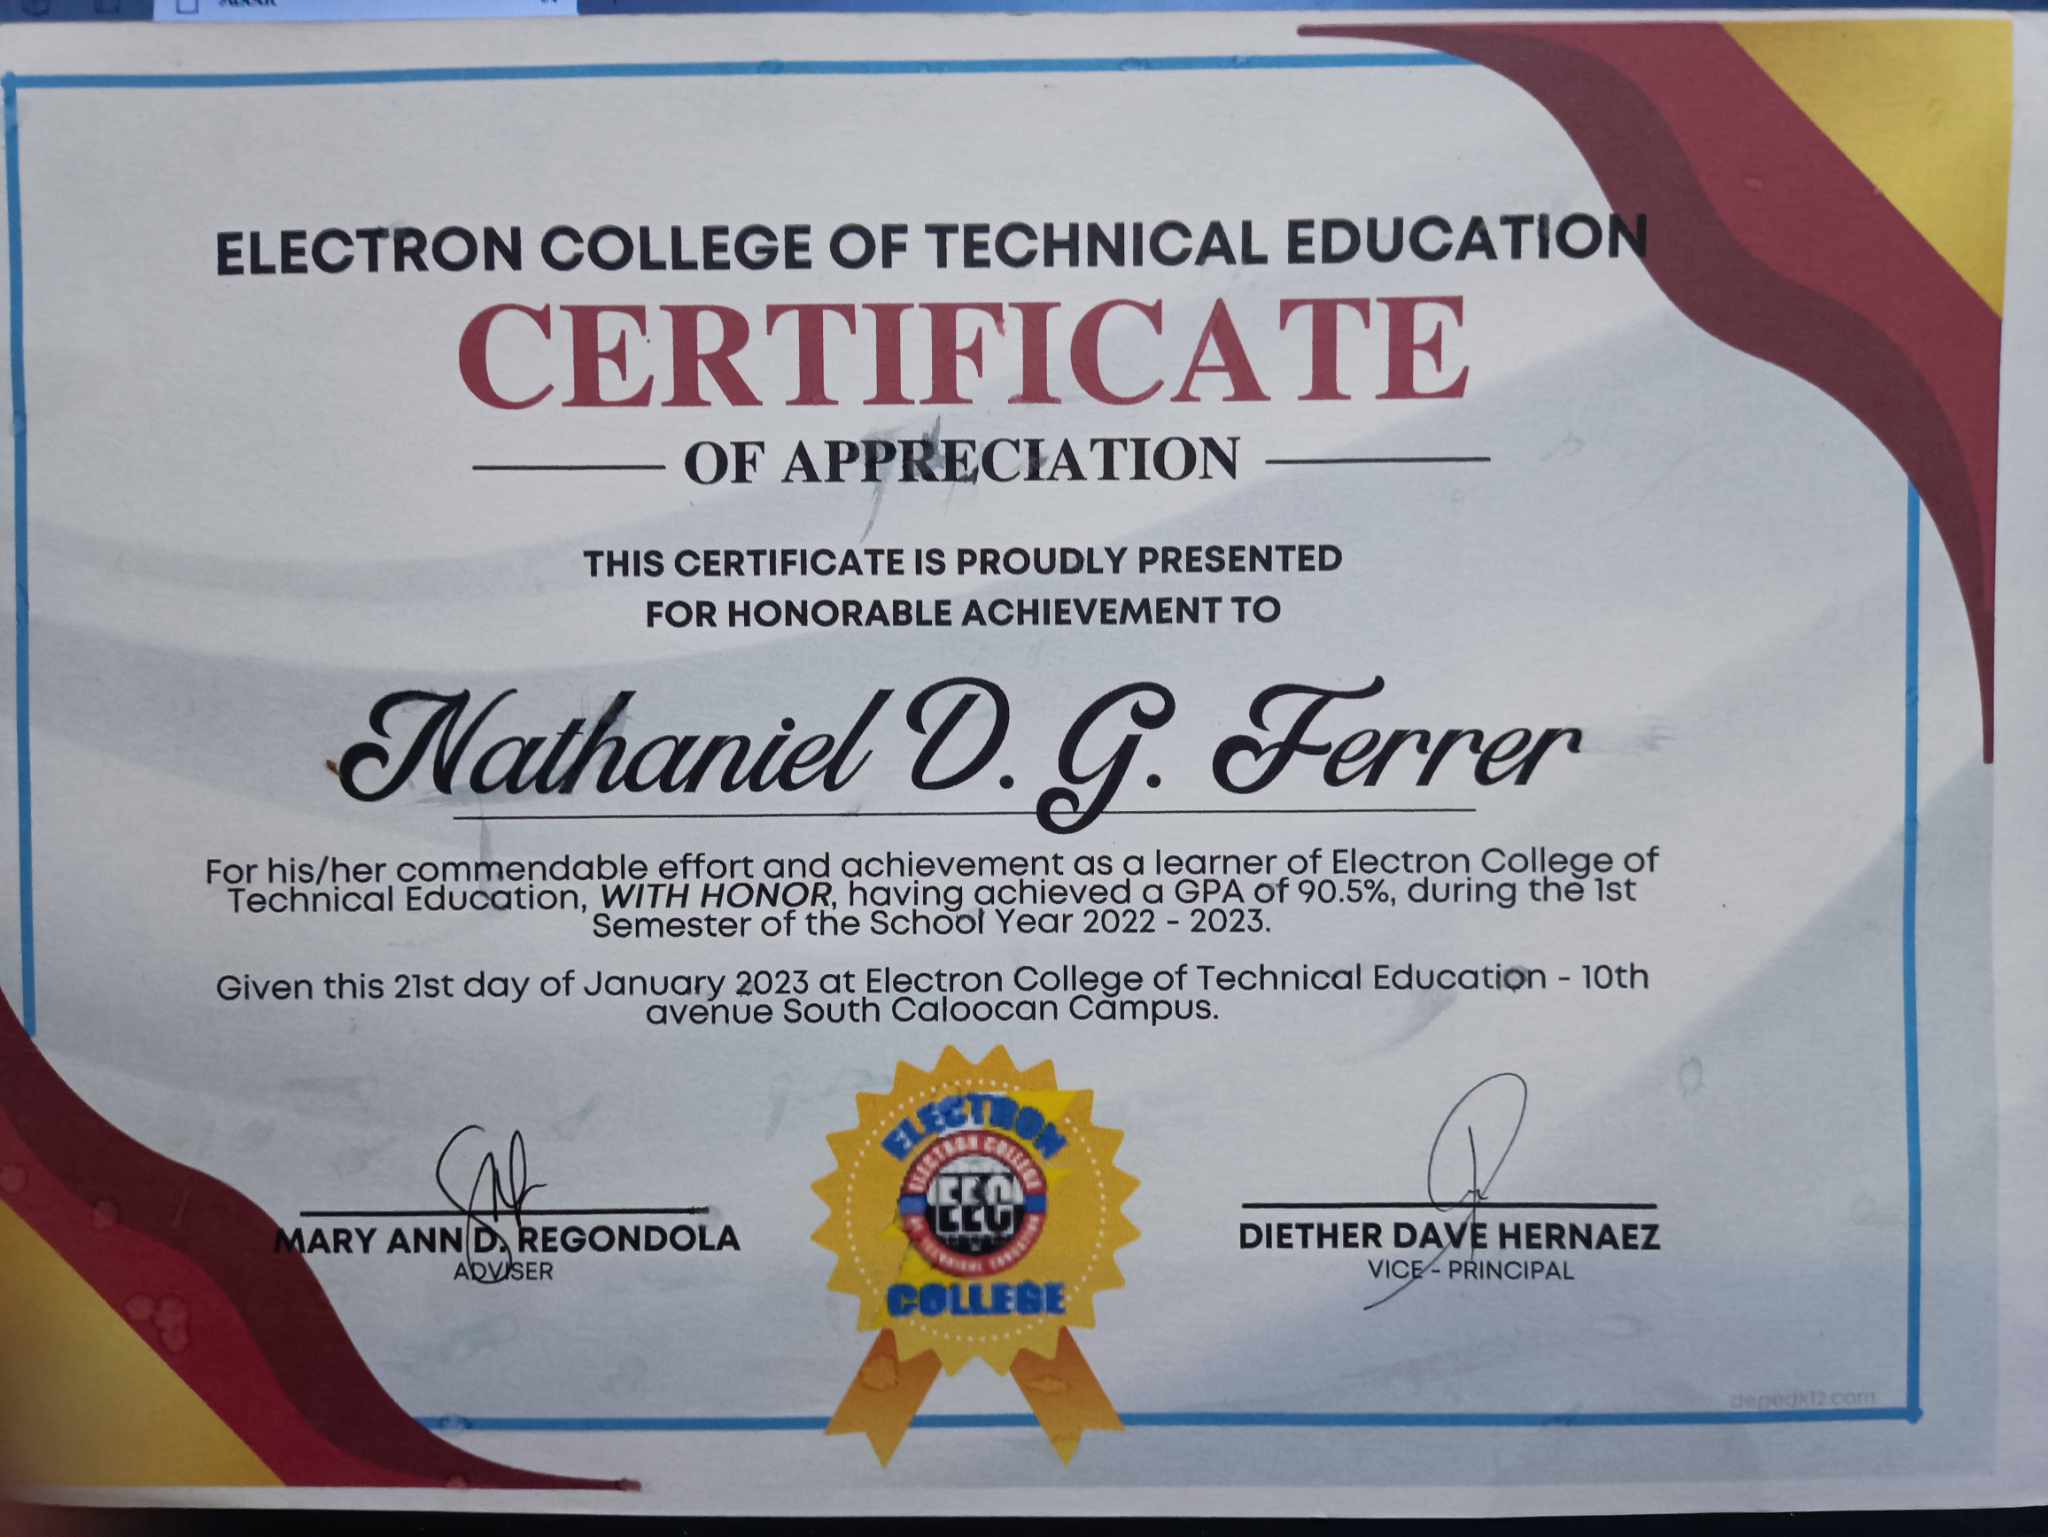 ELECTRON COLLEGE OF TECHNICAL EDUCATION
CERTIFICATE
OF APPRECIATION
THIS CERTIFICATE IS PROUDLY PRESENTED
FOR HONORABLE ACHIEVEMENT TO
Nathaniel D. G. Ferrer
For his/her commendable effort and achievement as a learner of Electron College of
Technical Education, WITH HONOR, having achieved a GPA of 90.5%, during the 1st
Semester of the School Year 2022 - 2023.
Given this 21st day of January 2023 at Electron College of Technical Education - 10th
avenue South Caloocan Campus.
ELECTRON
ELECTRON COLLEGE
OF TECHNICAL EDUCATION
COLLEGE
MARY ANN D. REGONDOLA
ADVISER
DIETHER DAVE HERNAEZ
VICE - PRINCIPAL
depedk12.com